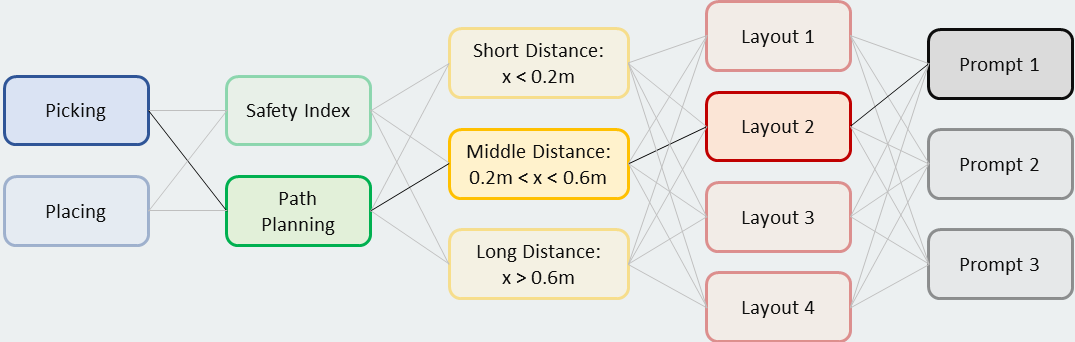 Picking
Placing
Safety Index
Path
Planning
Short Distance:
x < 0.2m
Middle Distance:
0.2m < x < 0.6m
Long Distance:
x > 0.6m
Layout 1
Layout 2
Layout 3
Layout 4
Prompt 1
Prompt 2
Prompt 3